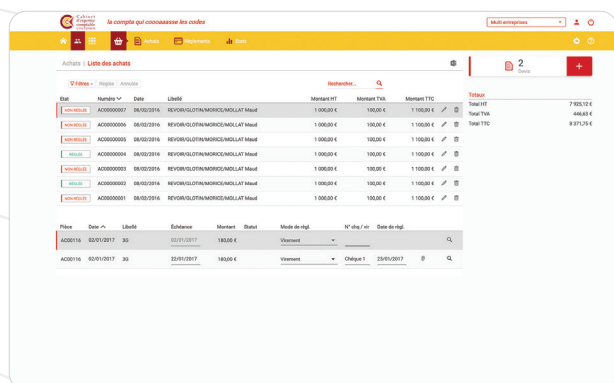 Cabinet
d'expertise
comptable
la compta qui cooooaaasse les codes
Multi entreprises
Achats
Règlements
Etats
Achats | Liste des achats
2
Devis
+
Filtres
Réglée
Annulée
Rechercher...
Etat Numéro Date Libellé Montant HT Montant TVA Montant TTC
NON RÉGLÉE AC00000007 08/02/2016 REVOIR/GLOTIN/MORICE/MOLLAT Maud 1 000,00 € 100,00 € 1 100,00 €
NON RÉGLÉE AC00000006 08/02/2016 REVOIR/GLOTIN/MORICE/MOLLAT Maud 1 000,00 € 100,00 € 1 100,00 €
NON RÉGLÉE AC00000005 08/02/2016 REVOIR/GLOTIN/MORICE/MOLLAT Maud 1 000,00 € 100,00 € 1 100,00 €
RÉGLÉE AC00000004 08/02/2016 REVOIR/GLOTIN/MORICE/MOLLAT Maud 1 000,00 € 100,00 € 1 100,00 €
NON RÉGLÉE AC00000003 08/02/2016 REVOIR/GLOTIN/MORICE/MOLLAT Maud 1 000,00 € 100,00 € 1 100,00 €
RÉGLÉE AC00000002 08/02/2016 REVOIR/GLOTIN/MORICE/MOLLAT Maud 1 000,00 € 100,00 € 1 100,00 €
NON RÉGLÉE AC00000001 08/02/2016 REVOIR/GLOTIN/MORICE/MOLLAT Maud 1 000,00 € 100,00 € 1 100,00 €
Totaux
Total HT 7 925,12 €
Total TVA 446,63 €
Total TTC 8 371,75 €
Pièce Date Libellé Échéance Montant Statut Mode de régl. N° chq / vir Date de régl.
AC00116 02/01/2017 3G 22/01/2017 180,00 € Virement
AC00116 02/01/2017 3G 22/01/2017 180,00 € Virement Chèque 1 23/01/2017